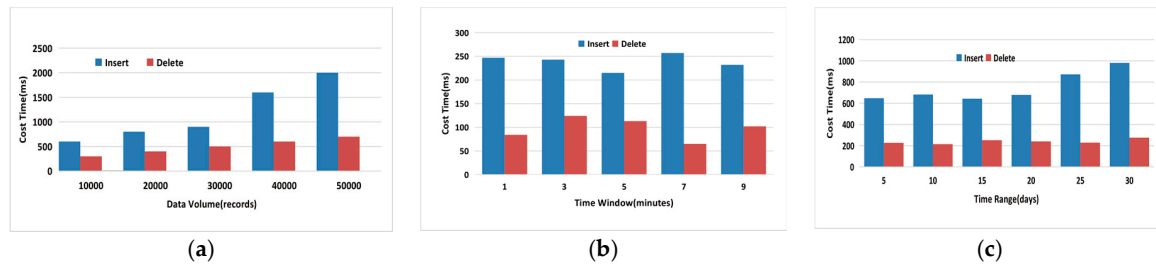 2500
2000
1500
1000
500
0
Cost Time(ms)
Insert Delete
10000 20000 30000 40000 50000
Data Volume(records)
(a)
300
250
200
150
100
50
0
Cost Time(ms)
Insert Delete
1 3 5 7 9
Time Window(minutes)
(b)
1200
1000
800
600
400
200
0
Cost Time(ms)
Insert Delete
5 10 15 20 25 30
Time Range(days)
(c)